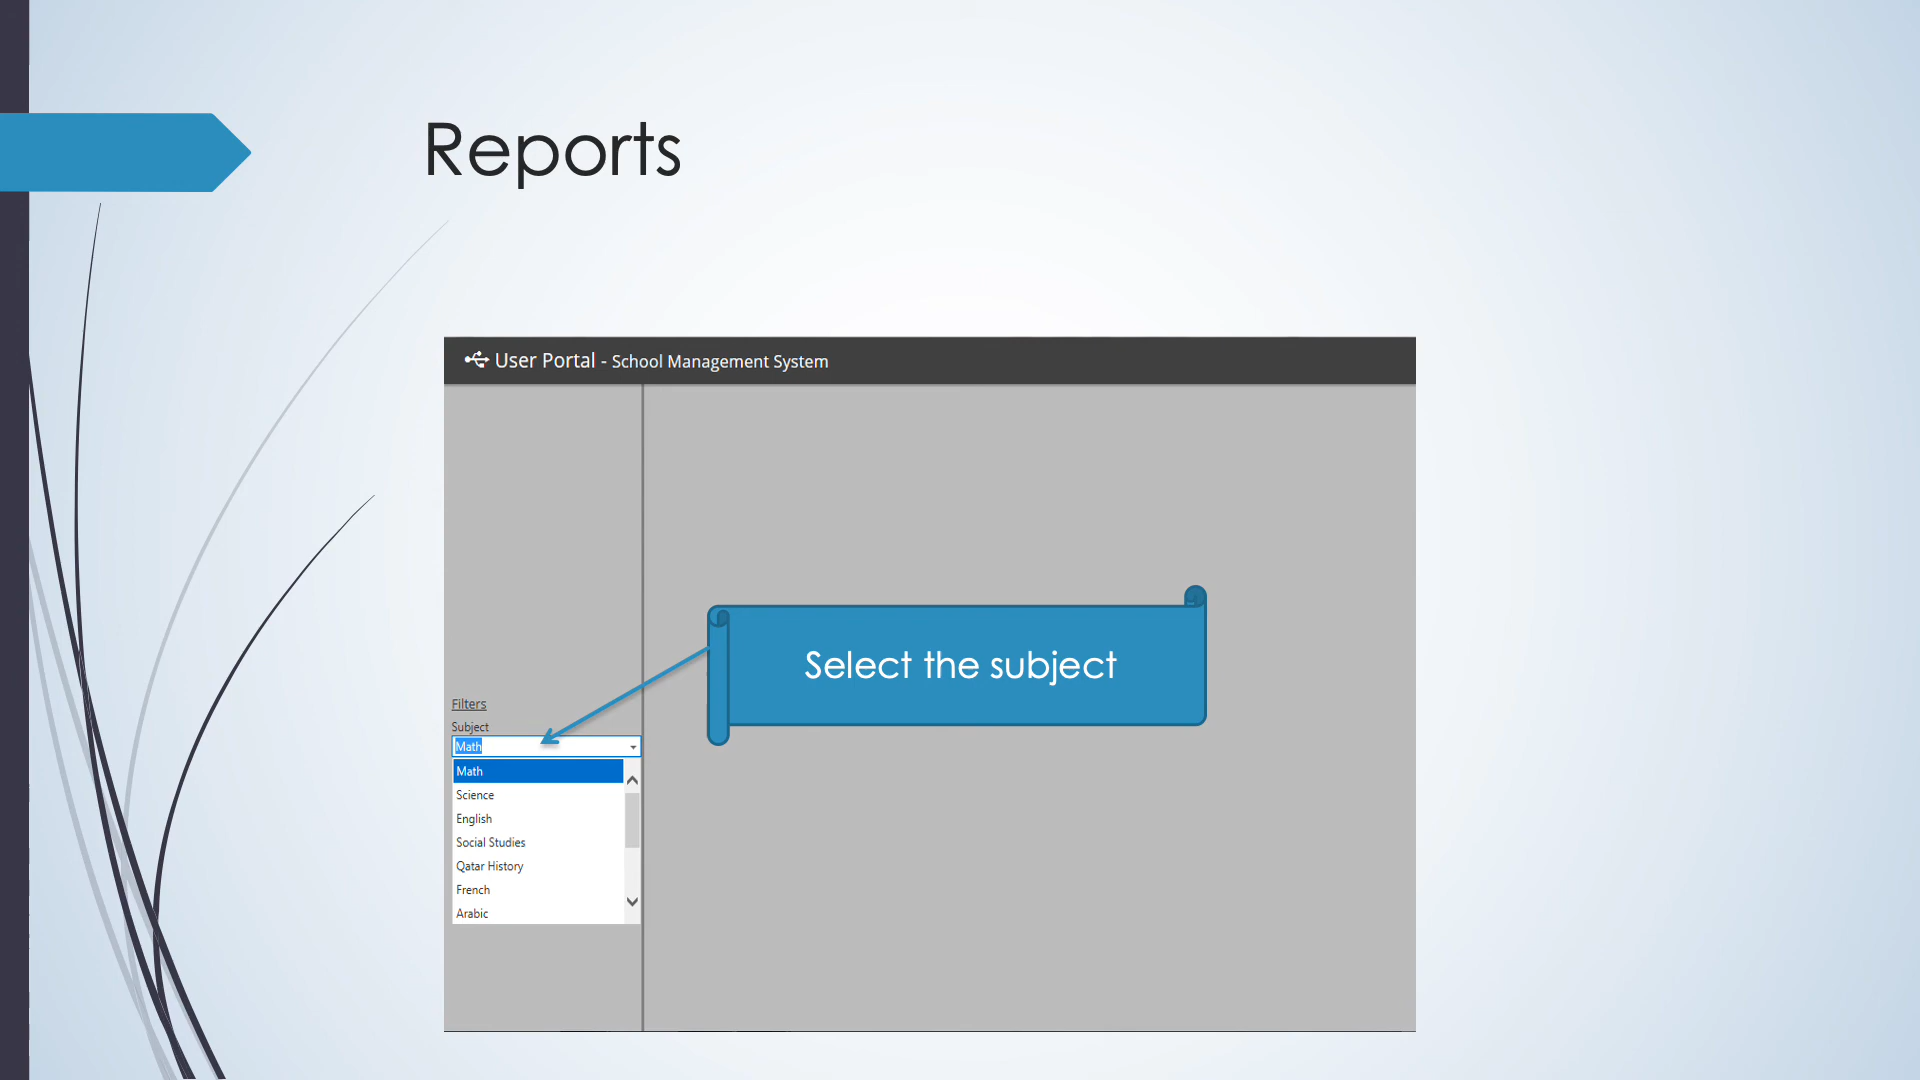 Reports
User Portal - School Management System
Select the subject
Filters
Subject
Math
Math
Science
English
Social Studies
Qatar History
French
Arabic